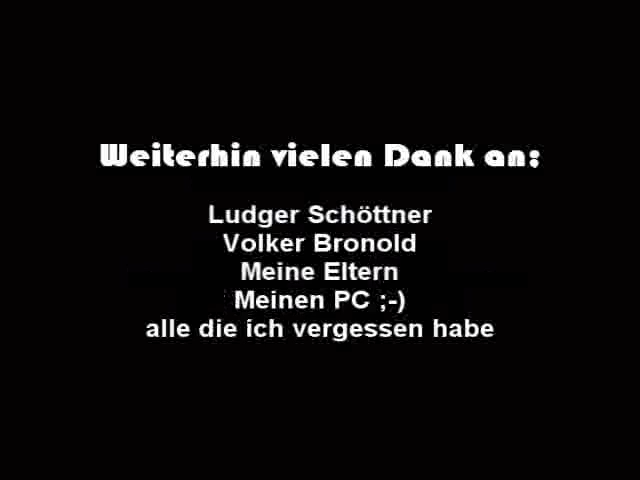 Weiterhin vielen Dank an:
Ludger Schöttner
Volker Bronold
Meine Eltern
Meinen PC ;-)
alle die ich vergessen habe